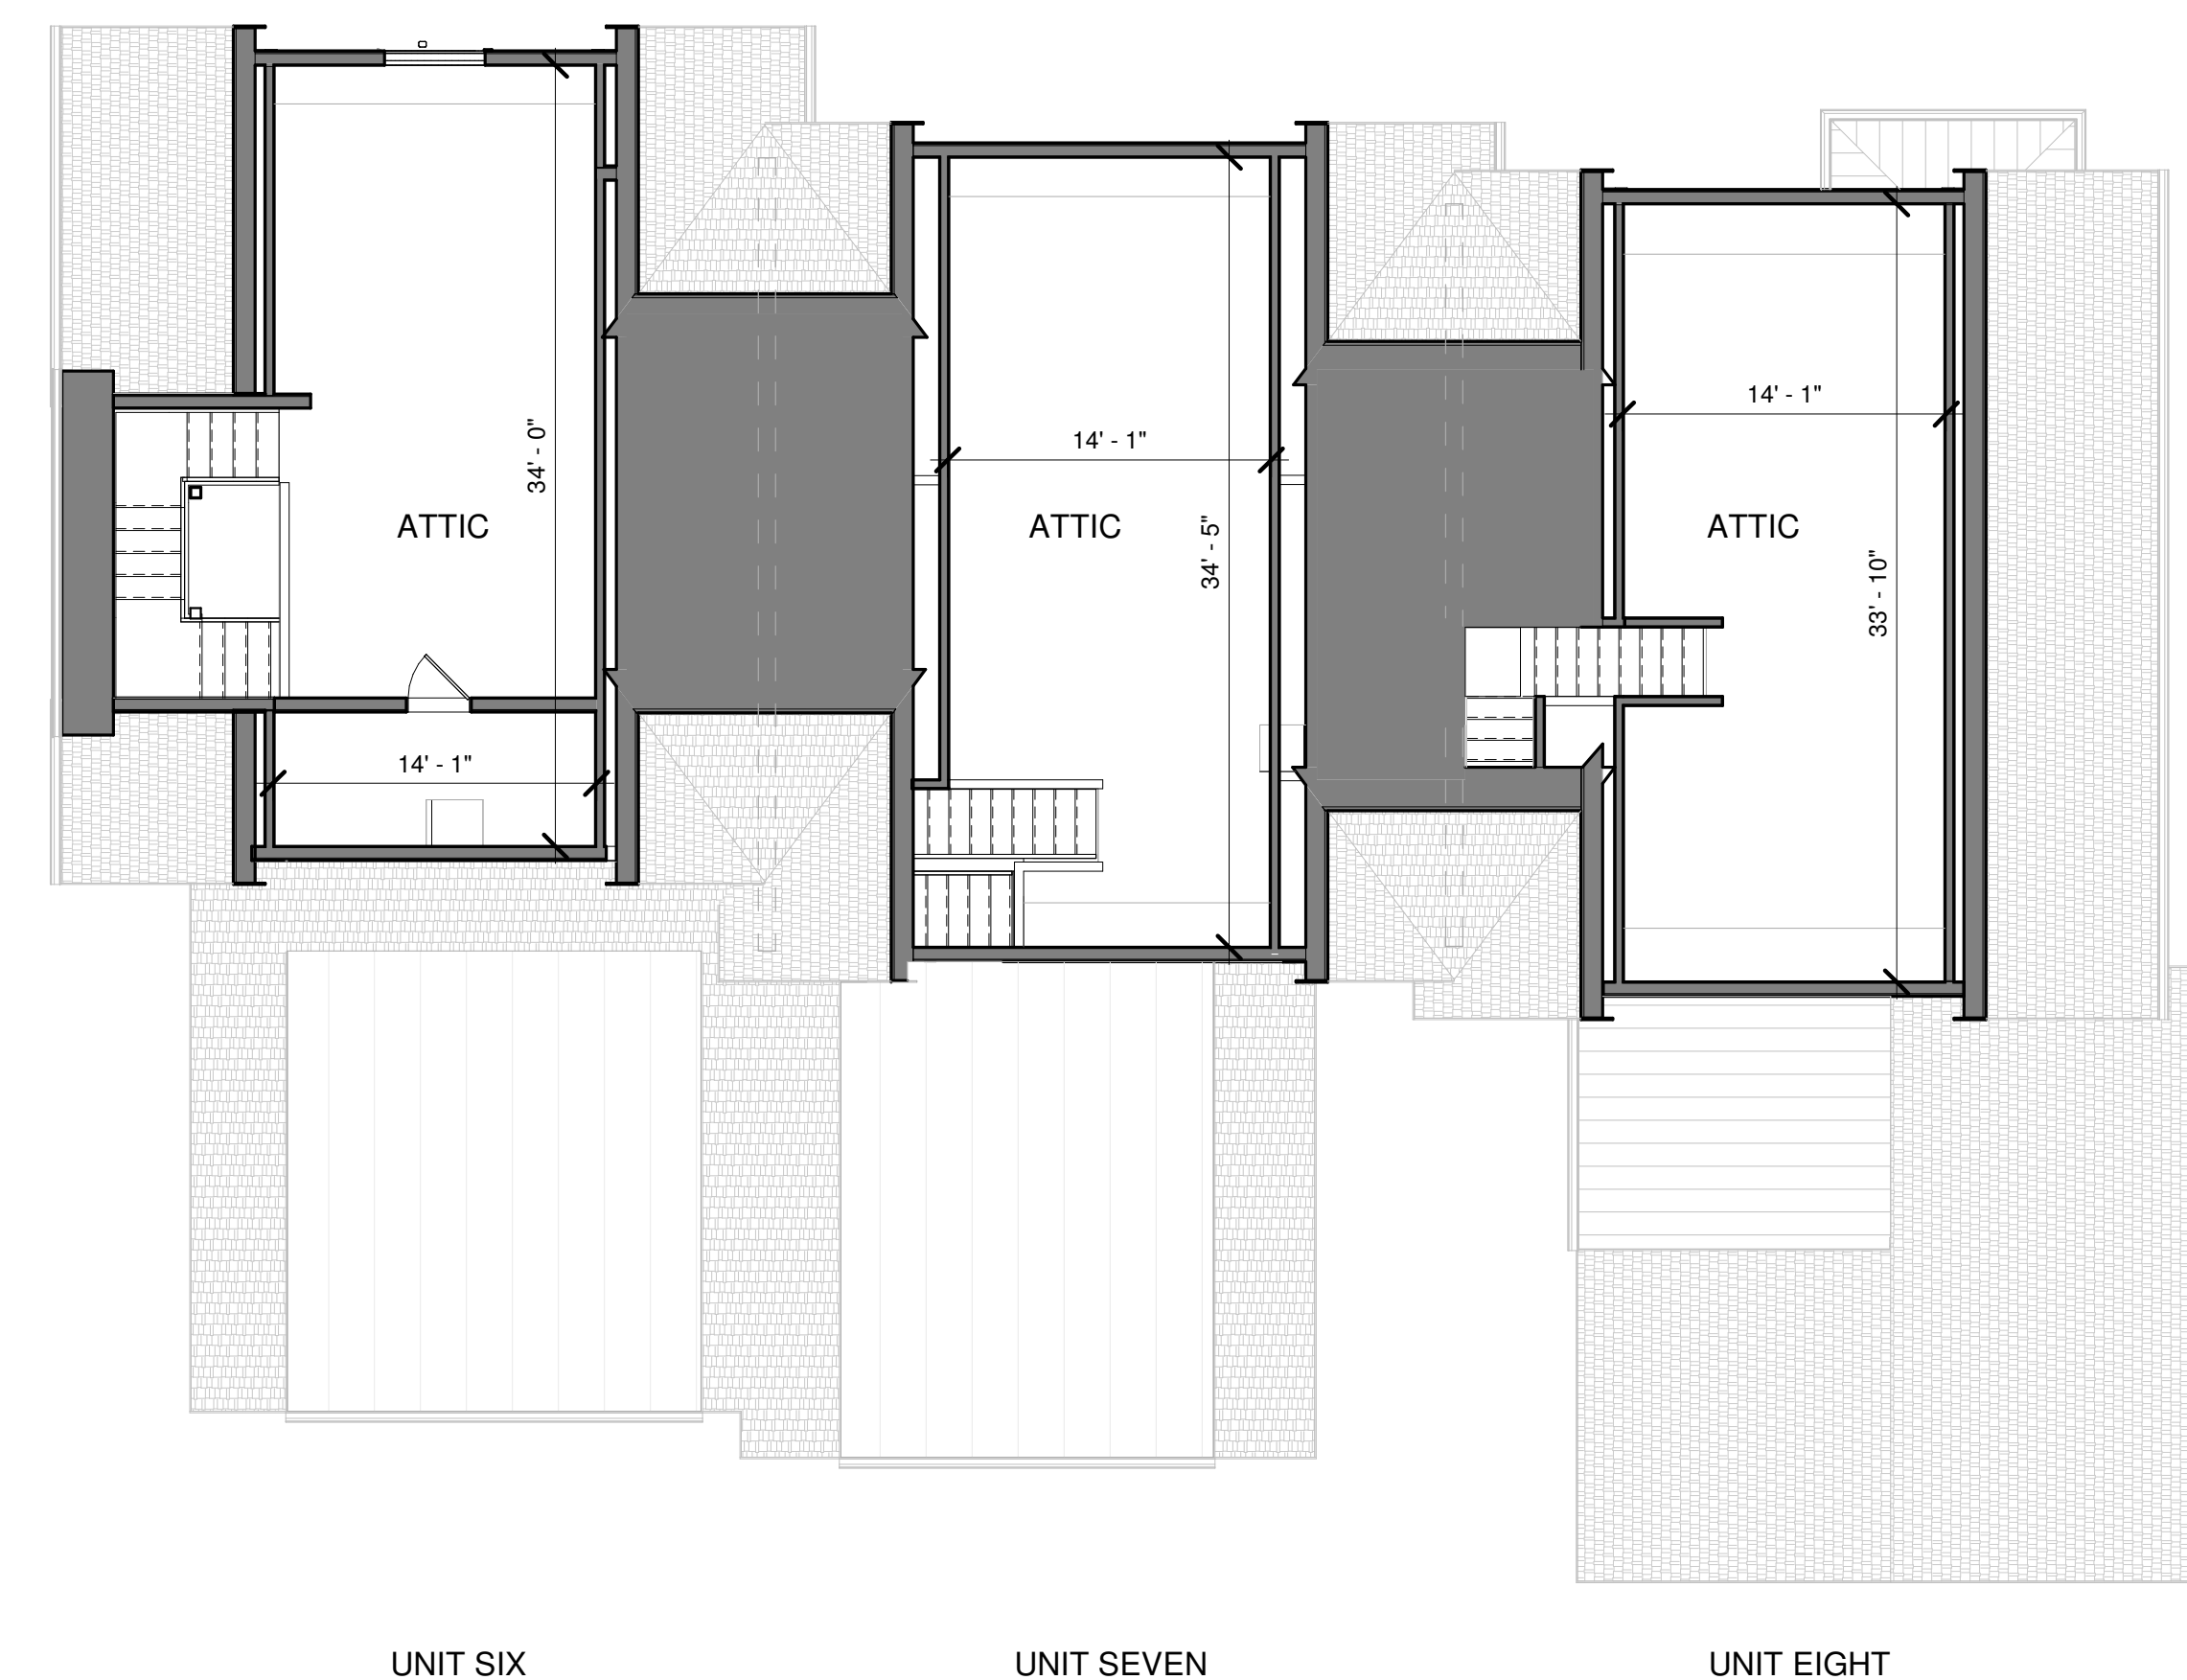 34' - 0"
ATTIC
14' - 1"
14' - 1"
ATTIC
34' - 5"
14' - 1"
ATTIC
33' - 10"
UNIT SIX
UNIT SEVEN
UNIT EIGHT